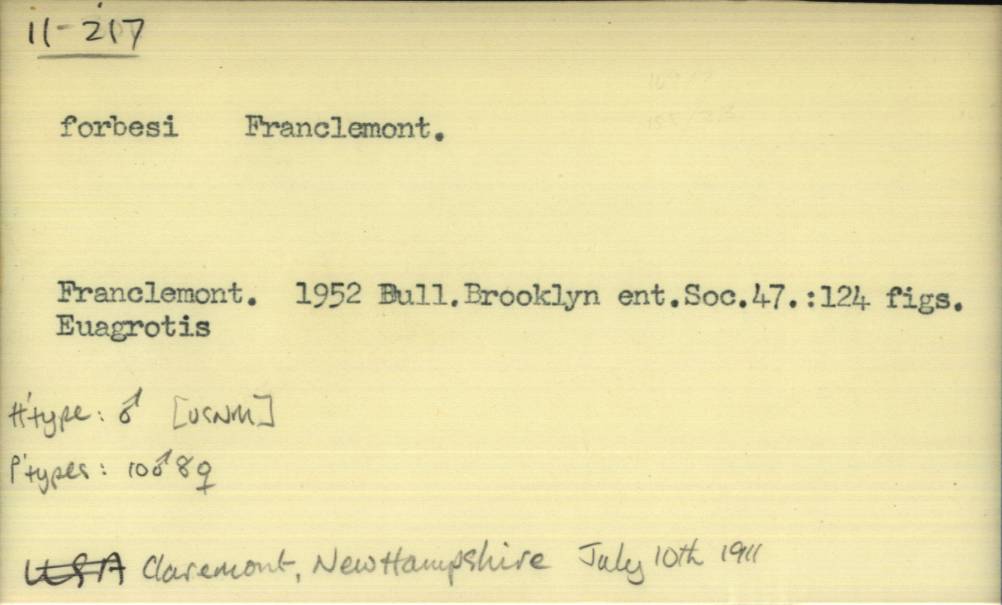 11-217
forbesi Franclemont.
Franclemont. 1952 Bull.Brooklyn ent.Soc.47.:124 figs.
Euagrotis
H'type: ♂ [USNM]
P'types: 10♂ 8♀
USA Claremont, New Hampshire July 10th 1911